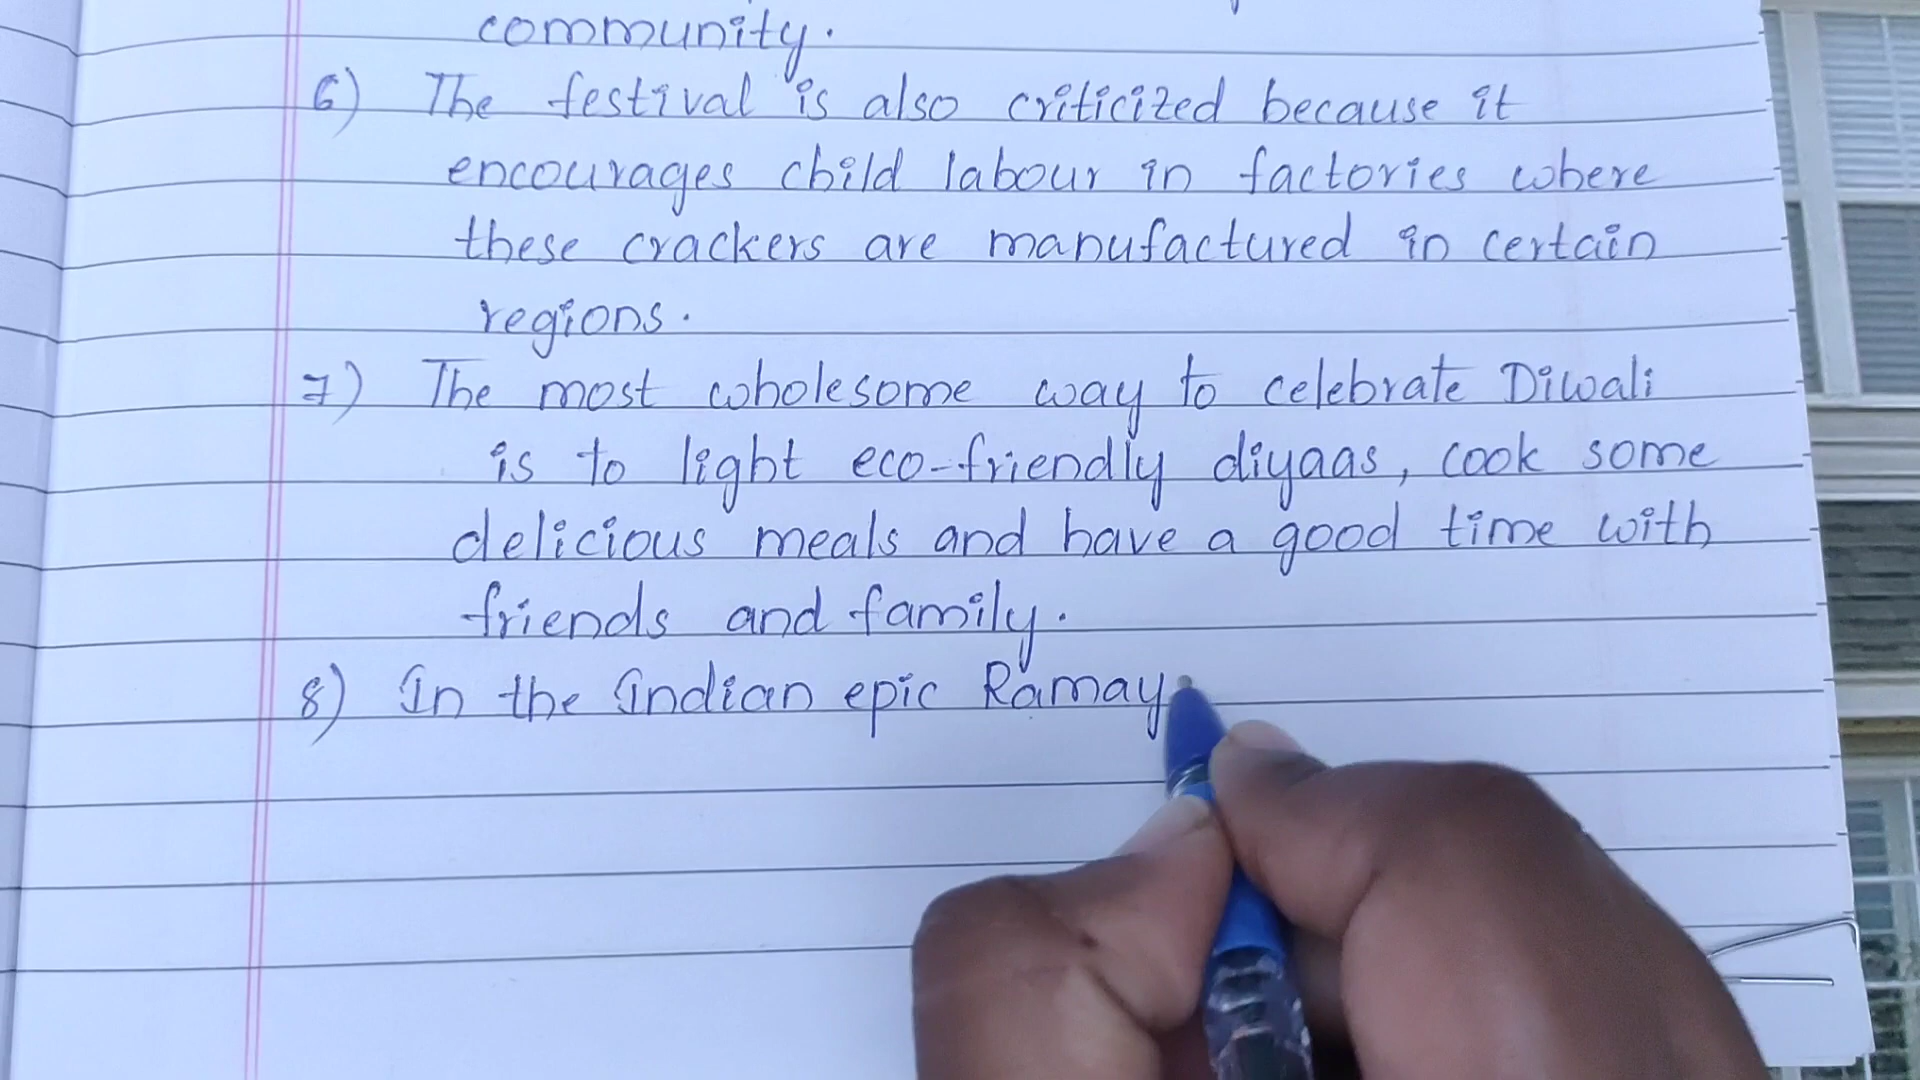 community.
6) The festival is also criticized because it
encourages child labour in factories where
these crackers are manufactured in certain
regions.
7) The most wholesome way to celebrate Diwali
is to light eco-friendly diyaas, cook some
delicious meals and have a good time with
friends and family.
8) In the Indian epic Ramay